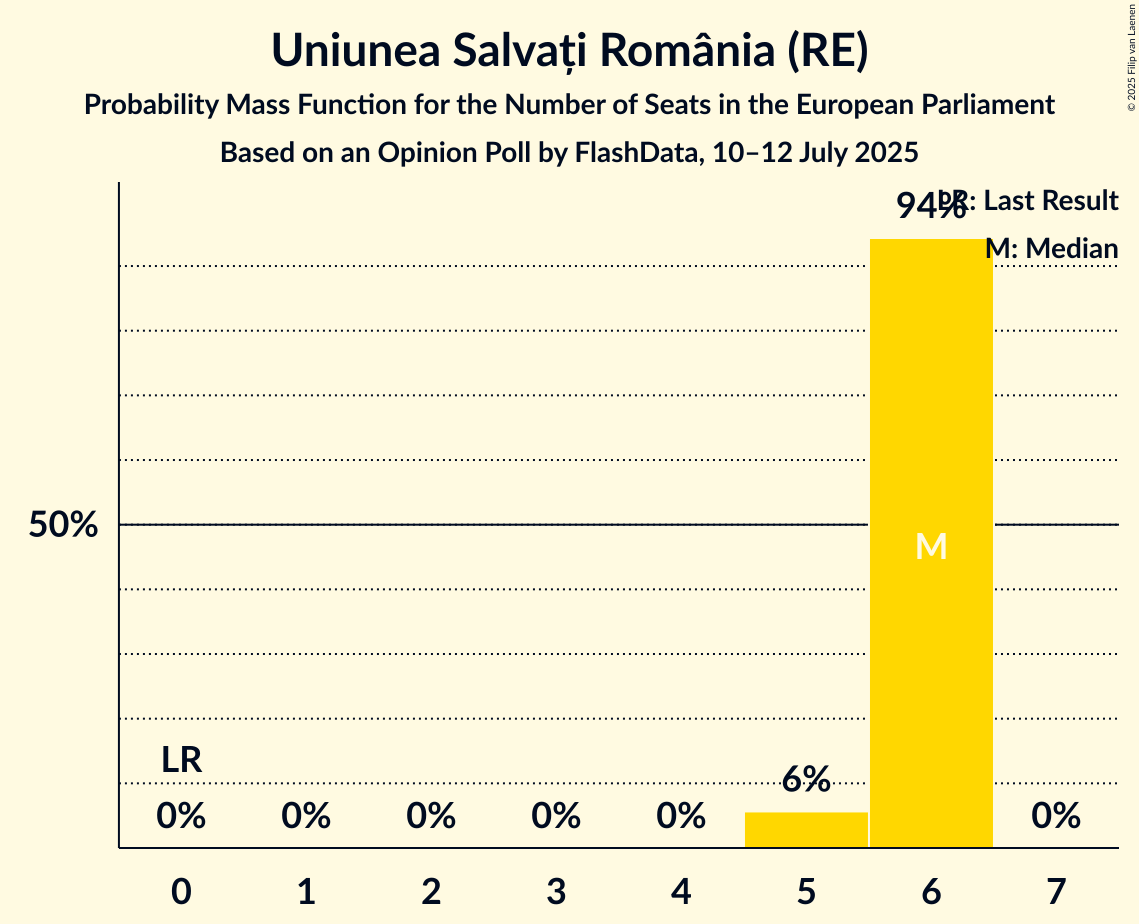 Uniunea Salvați România (RE)
Probability Mass Function for the Number of Seats in the European Parliament
Based on an Opinion Poll by FlashData, 10–12 July 2025
© 2025 Filip van Laenen
94%
LR: Last Result
M: Median
50%
M
LR
6%
0% 0% 0% 0% 0% 0%
0 1 2 3 4 5 6 7